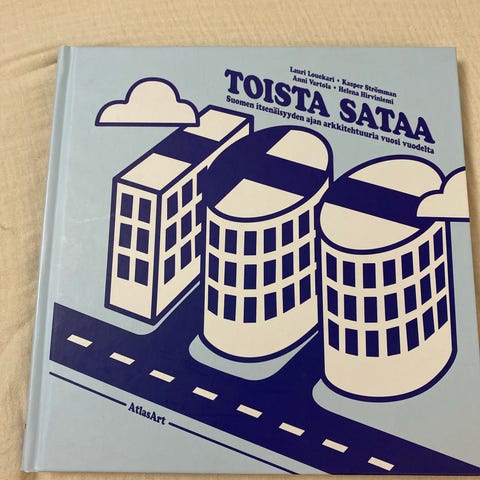 Lauri Louekari • Kasper Strömman
Anni Vartola • Helena Hirviniemi
TOISTA SATAA
Suomen itsenäisyyden ajan arkkitehtuuria vuosi vuodelta
AtlasArt